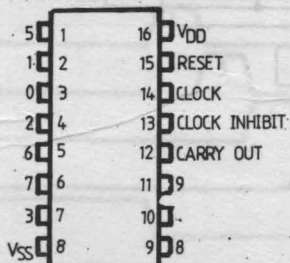 5 1 16 VDD
1 2 15 RESET
0 3 14 CLOCK
2 4 13 CLOCK INHIBIT
6 5 12 CARRY OUT
7 6 11 9
3 7 10
VSS 8 9 8